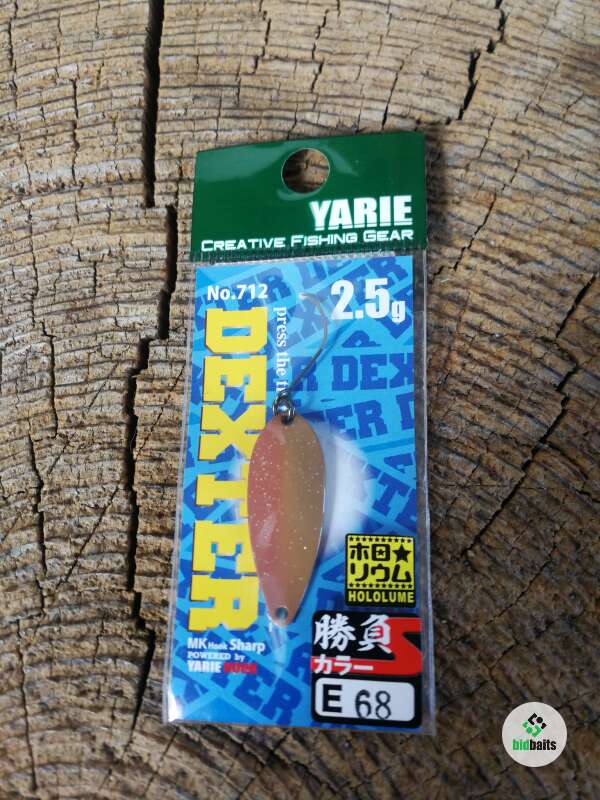 YARIE
CREATIVE FISHING GEAR
No.712
2.5g
DEXTER
press the
ホロ★
リウム
HOLOLUME
MK Hook Sharp
POWERED by
YARIE
勝負S
カラー
E 68
bidbaits